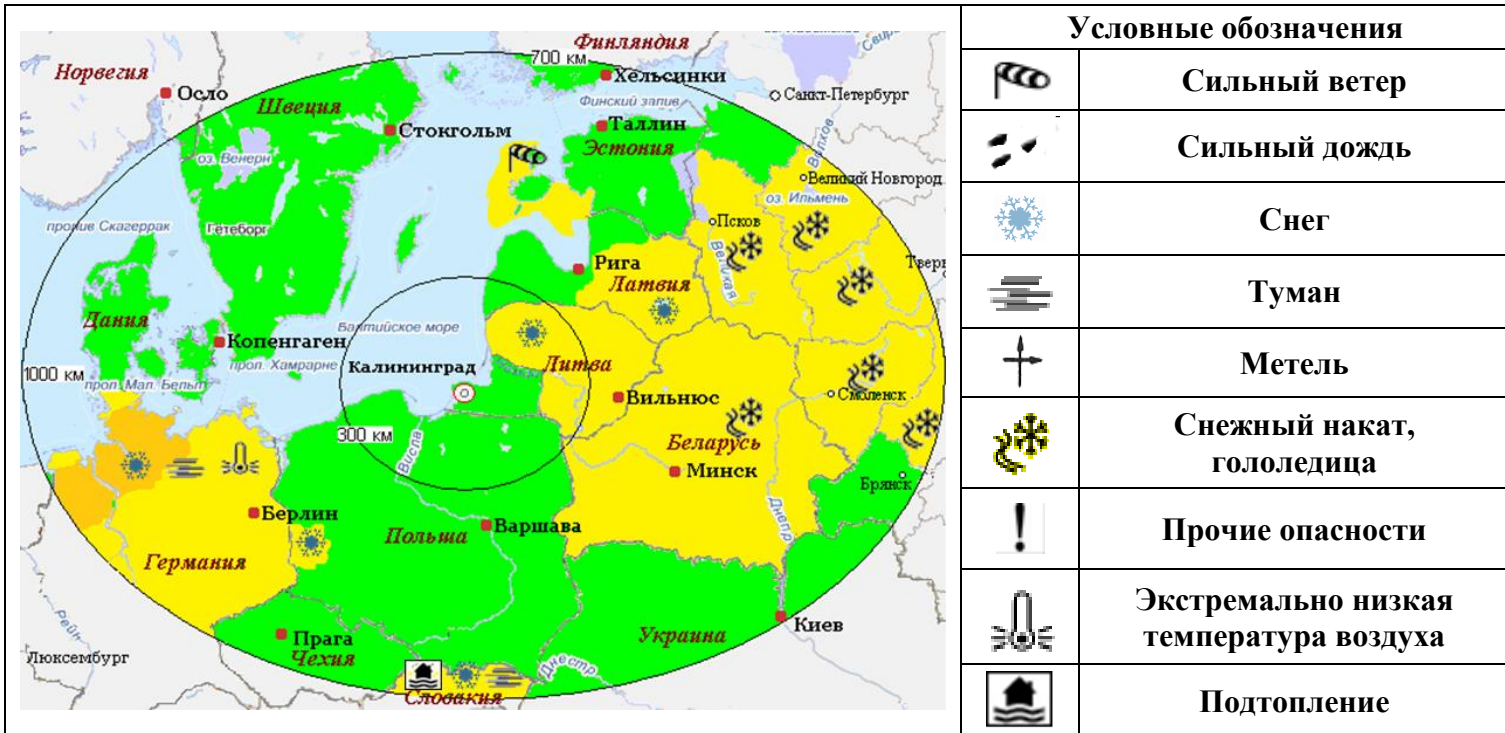 Норвегия
Осло
Швеция
Финляндия
700 км
Хельсинки
Финский залив
Санкт-Петербург
Стокгольм
Таллин
Эстония
оз. Венерн
Волхов
Великий Новгород
оз. Ильмень
Псков
Великая
пролив Скагеррак
Гётеборг
Рига
Латвия
Тверь
Дания
Балтийское море
Копенгаген
прол. Хамрарне
Калининград
Литва
1000 км
прол. Мал. Бельт
Вильнюс
Смоленск
300 км
Висла
Беларусь
Минск
Брянск
Берлин
Польша
Варшава
Днепр
Германия
Рейн
Прага
Чехия
Украина
Киев
Люксембург
Днестр
Словакия
Условные обозначения
Сильный ветер
Сильный дождь
Снег
Туман
Метель
Снежный накат,
гололедица
Прочие опасности
Экстремально низкая
температура воздуха
Подтопление